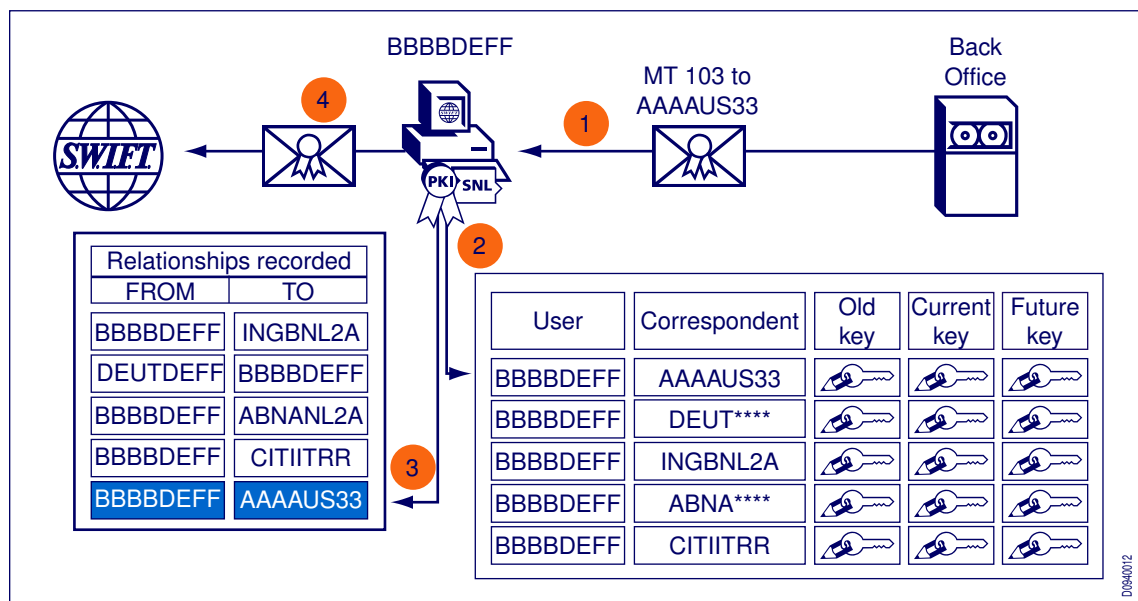 BBBBDEFF
MT 103 to
AAAAUS33
Back
Office
4
1
S.W.I.F.T.
PKI
SNL
2
Relationships recorded
FROM TO
BBBBDEFF INGBNL2A
DEUTDEFF BBBBDEFF
BBBBDEFF ABNANL2A
BBBBDEFF CITIITRR
BBBBDEFF AAAAUS33
3
User Correspondent Old key Current key Future key
BBBBDEFF AAAAUS33
BBBBDEFF DEUT****
BBBBDEFF INGBNL2A
BBBBDEFF ABNA****
BBBBDEFF CITIITRR
D0940012